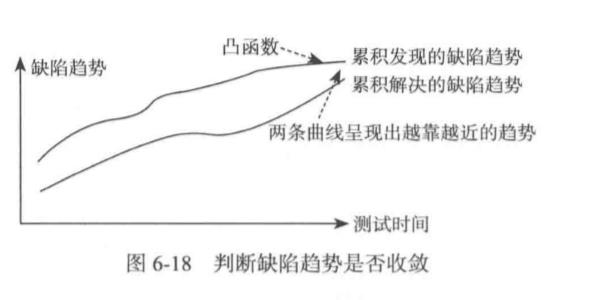 凸函数
缺陷趋势
累积发现的缺陷趋势
累积解决的缺陷趋势
两条曲线呈现出越靠越近的趋势
测试时间
图 6-18 判断缺陷趋势是否收敛